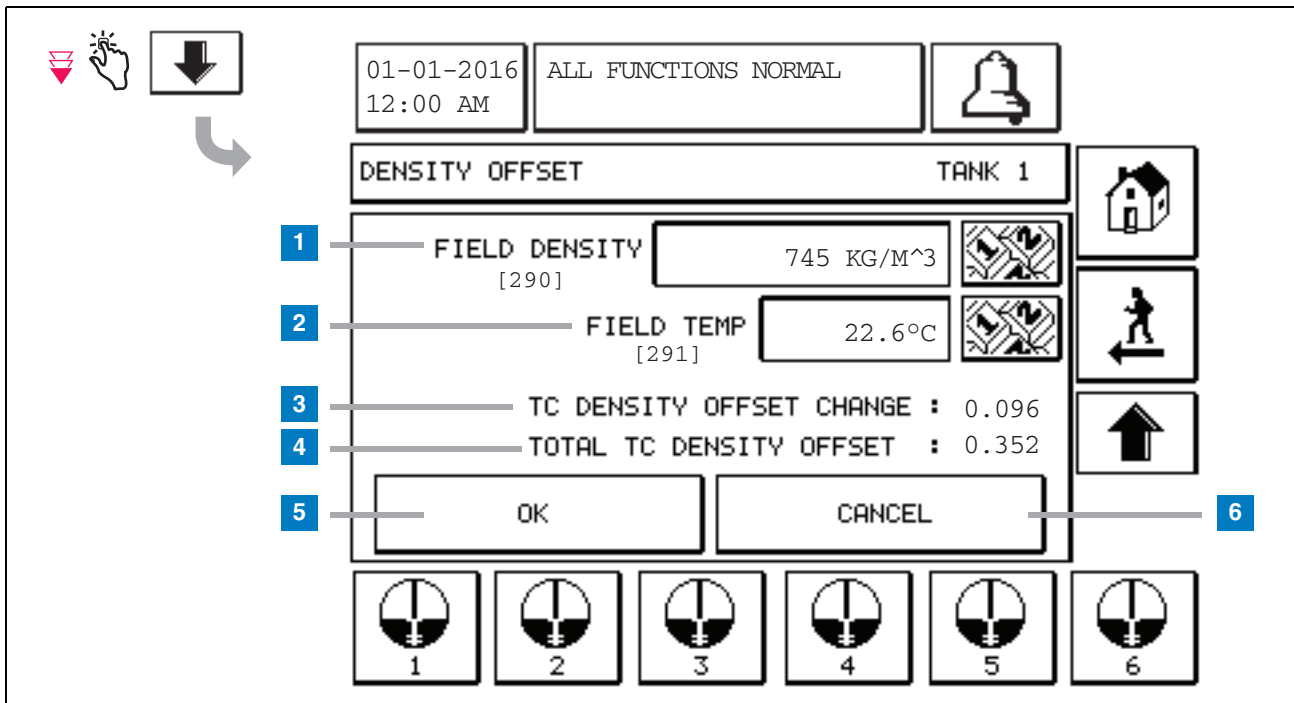 01-01-2016
12:00 AM
ALL FUNCTIONS NORMAL
DENSITY OFFSET TANK 1
1 FIELD DENSITY 745 KG/M^3
[290]
2 FIELD TEMP 22.6°C
[291]
3 TC DENSITY OFFSET CHANGE : 0.096
4 TOTAL TC DENSITY OFFSET : 0.352
5 OK CANCEL 6
1 2 3 4 5 6